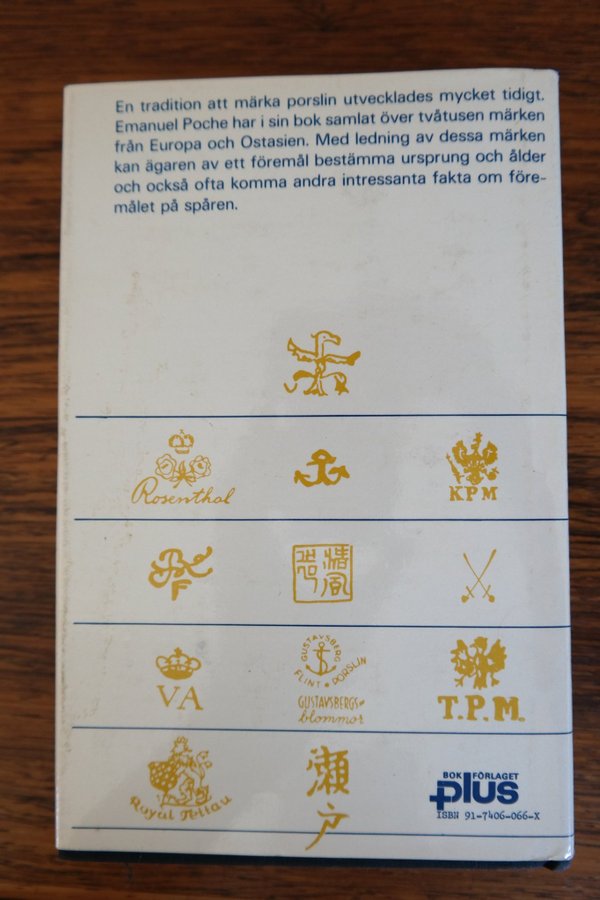 En tradition att märka porslin utvecklades mycket tidigt.
Emanuel Poche har i sin bok samlat över tvåtusen märken
från Europa och Ostasien. Med ledning av dessa märken
kan ägaren av ett föremål bestämma ursprung och ålder
och också ofta komma andra intressanta fakta om före-
målet på spåren.
Rosenthal
KPM
F
VA
GUSTAVSBERG
FLINT PORSLIN
GUSTAVSBERGS
blommor
T.P.M.
Royal Tettau
瀬戸
BOK FÖRLAGET
plus
ISBN 91-7406-066-X